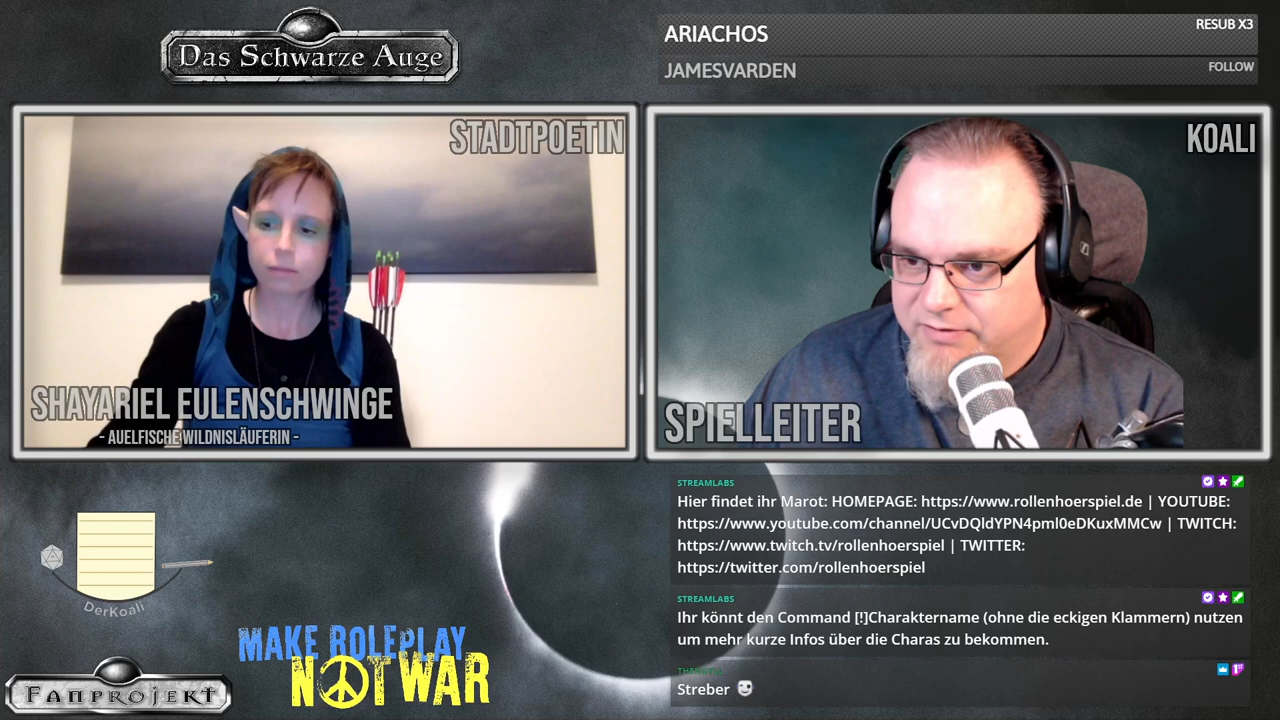 Das Schwarze Auge
ARIACHOS
RESUB X3
JAMESVARDEN
FOLLOW
STADTPOETIN
KOALI
SHAYARIEL EULENSCHWINGE
- AUELFISCHE WILDNISLÄUFERIN -
SPIELLEITER
STREAMLABS
Hier findet ihr Marot: HOMEPAGE: https://www.rollenhoerspiel.de | YOUTUBE:
https://www.youtube.com/channel/UCvDQldYPN4pml0eDKuxMMCw | TWITCH:
https://www.twitch.tv/rollenhoerspiel | TWITTER:
https://twitter.com/rollenhoerspiel
STREAMLABS
Ihr könnt den Command [!]Charaktername (ohne die eckigen Klammern) nutzen
um mehr kurze Infos über die Charas zu bekommen.
Streber
DerKoali
MAKE ROLEPLAY
NOT WAR
FANPROJEKT